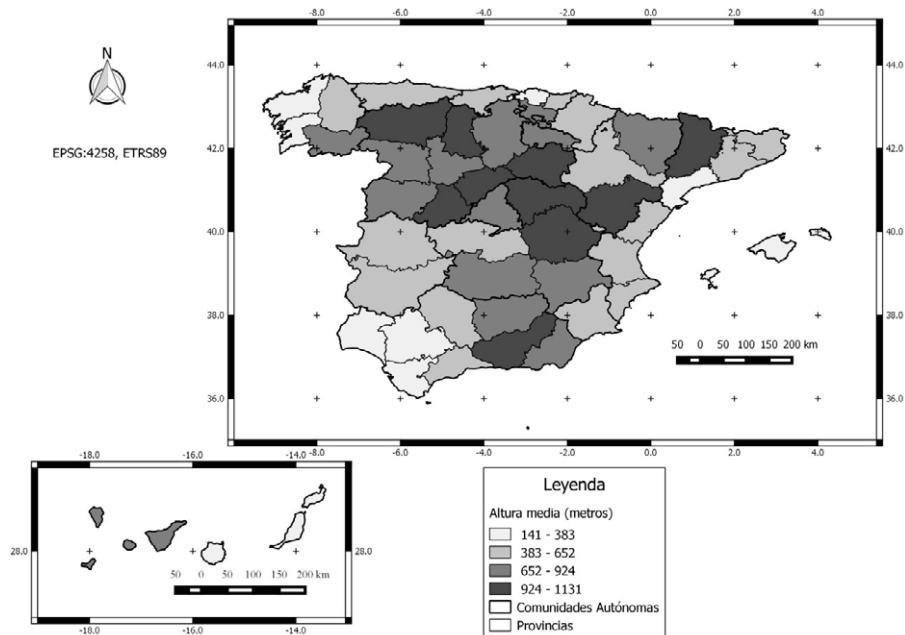 -8.0 -6.0 -4.0 -2.0 0.0 2.0 4.0
N
44.0 44.0
EPSG:4258, ETRS89
42.0 42.0
40.0 40.0
38.0 38.0
50 0 50 100 150 200 km
36.0 36.0
-8.0 -6.0 -4.0 -2.0 0.0 2.0 4.0
-18.0 -16.0 -14.0
28.0 28.0
50 0 50 100 150 200 km
-18.0 -16.0 -14.0
Leyenda
Altura media (metros)
141 - 383
383 - 652
652 - 924
924 - 1131
Comunidades Autónomas
Provincias